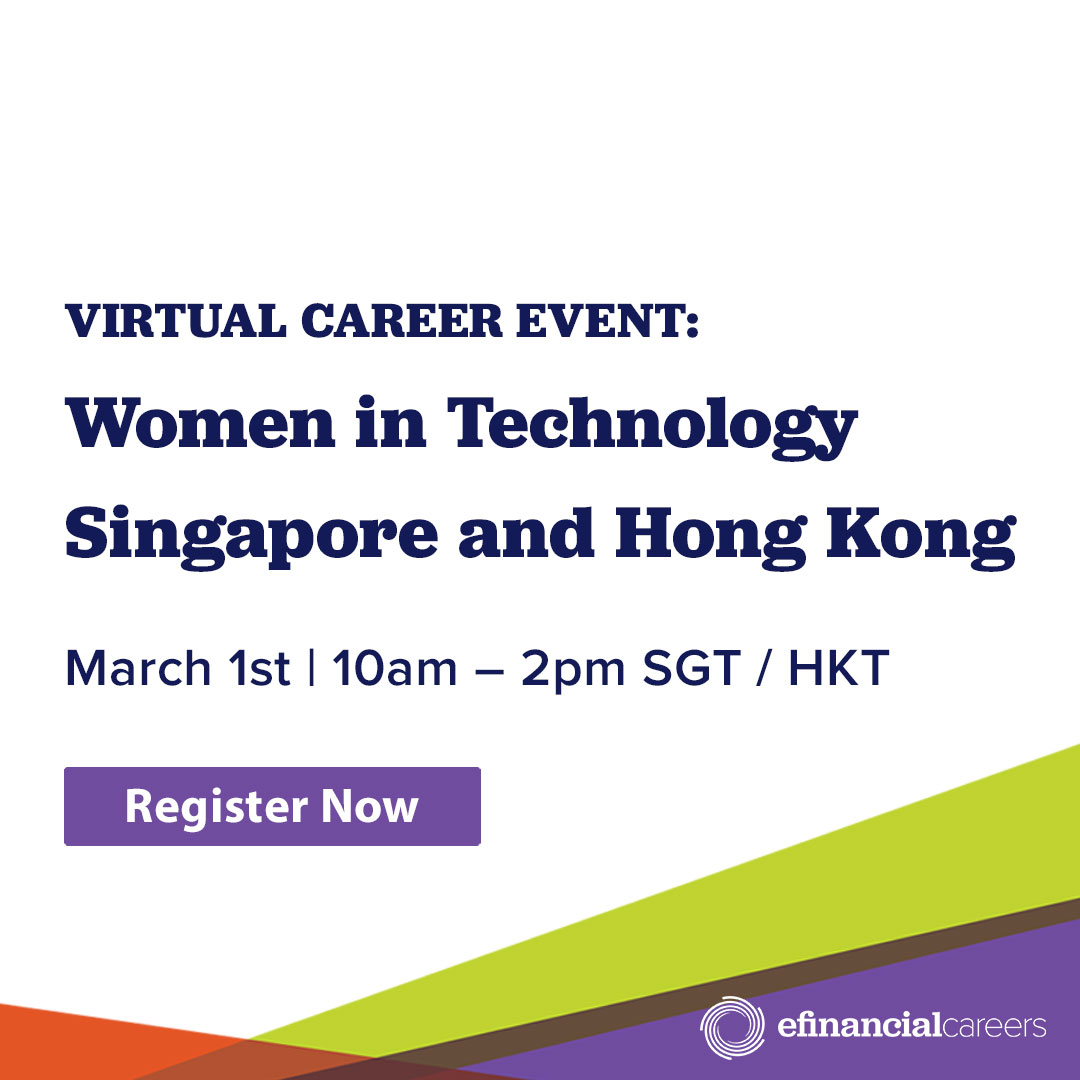 VIRTUAL CAREER EVENT:
Women in Technology
Singapore and Hong Kong
March 1st | 10am – 2pm SGT / HKT
Register Now
efinancialcareers